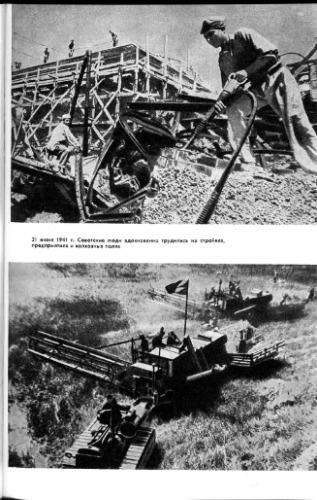 21 июня 1941 г. Советские люди вдохновенно трудились на стройках,
предприятиях и колхозных полях